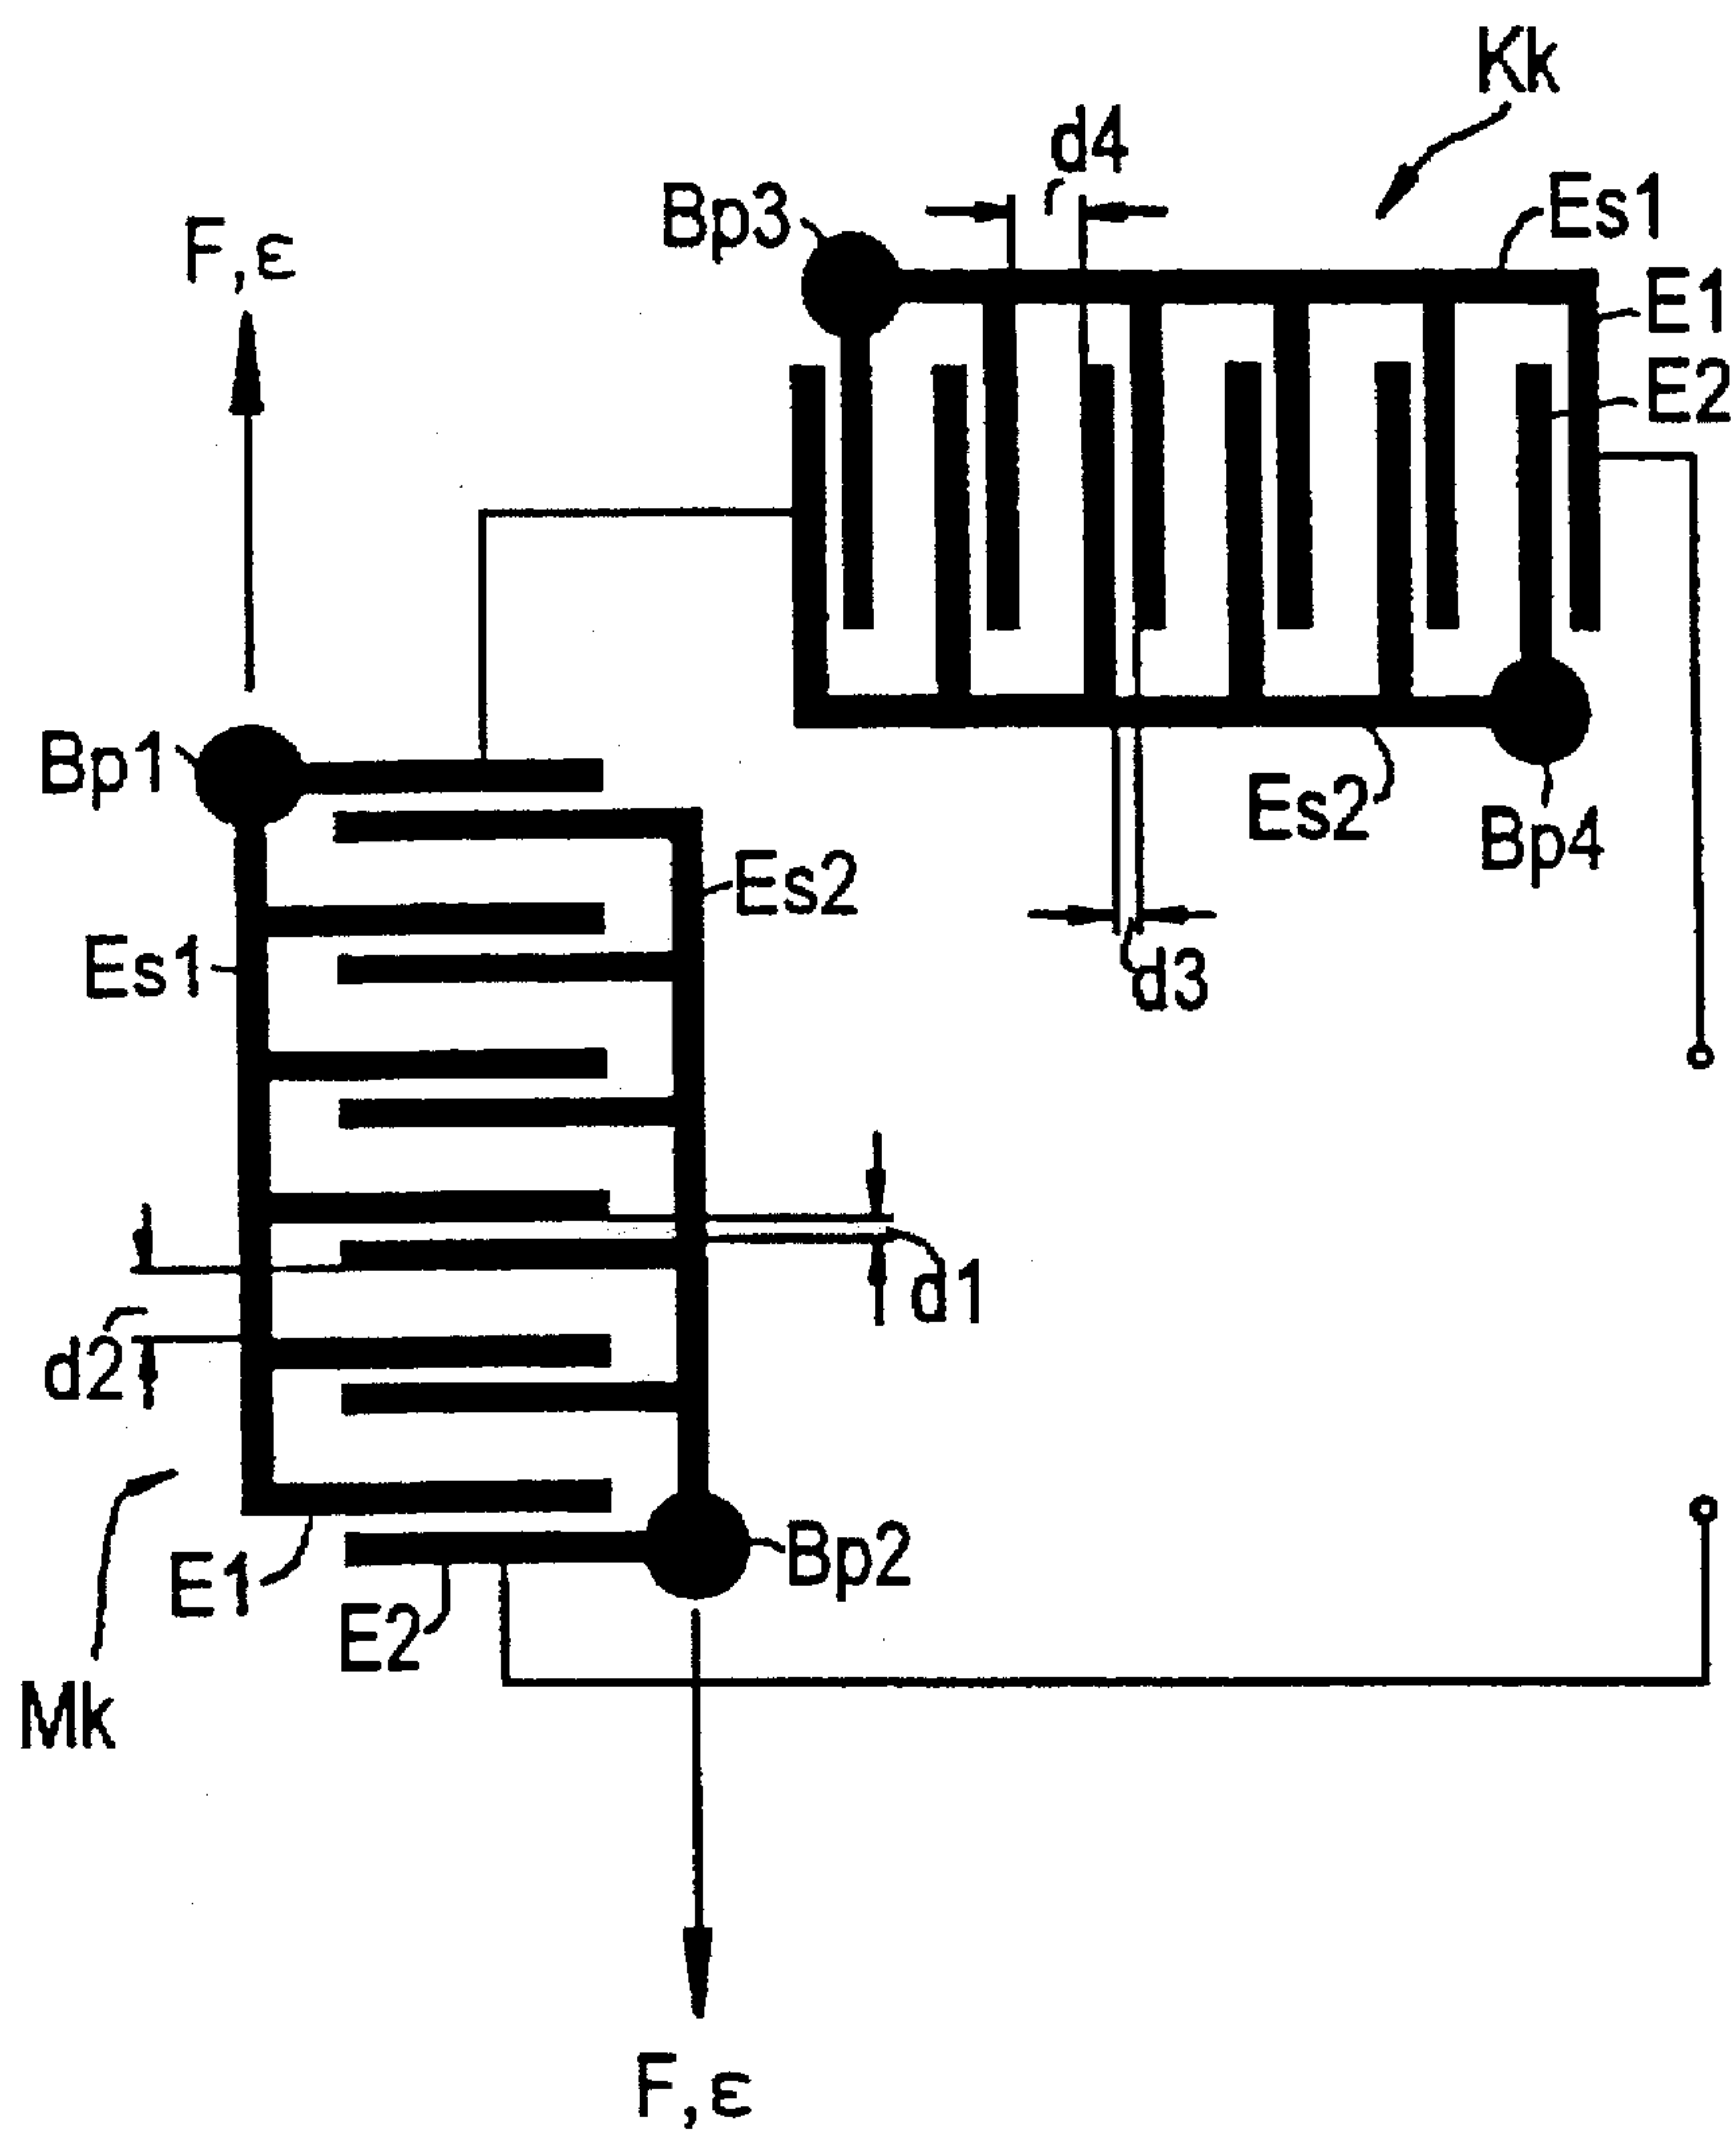 Kk
d4
Bp3
Es1
F,ε
E1
E2
Bp1
Es2
Bp4
Es2
Es1
d3
d1
d2
E1
Bp2
E2
Mk
F,ε